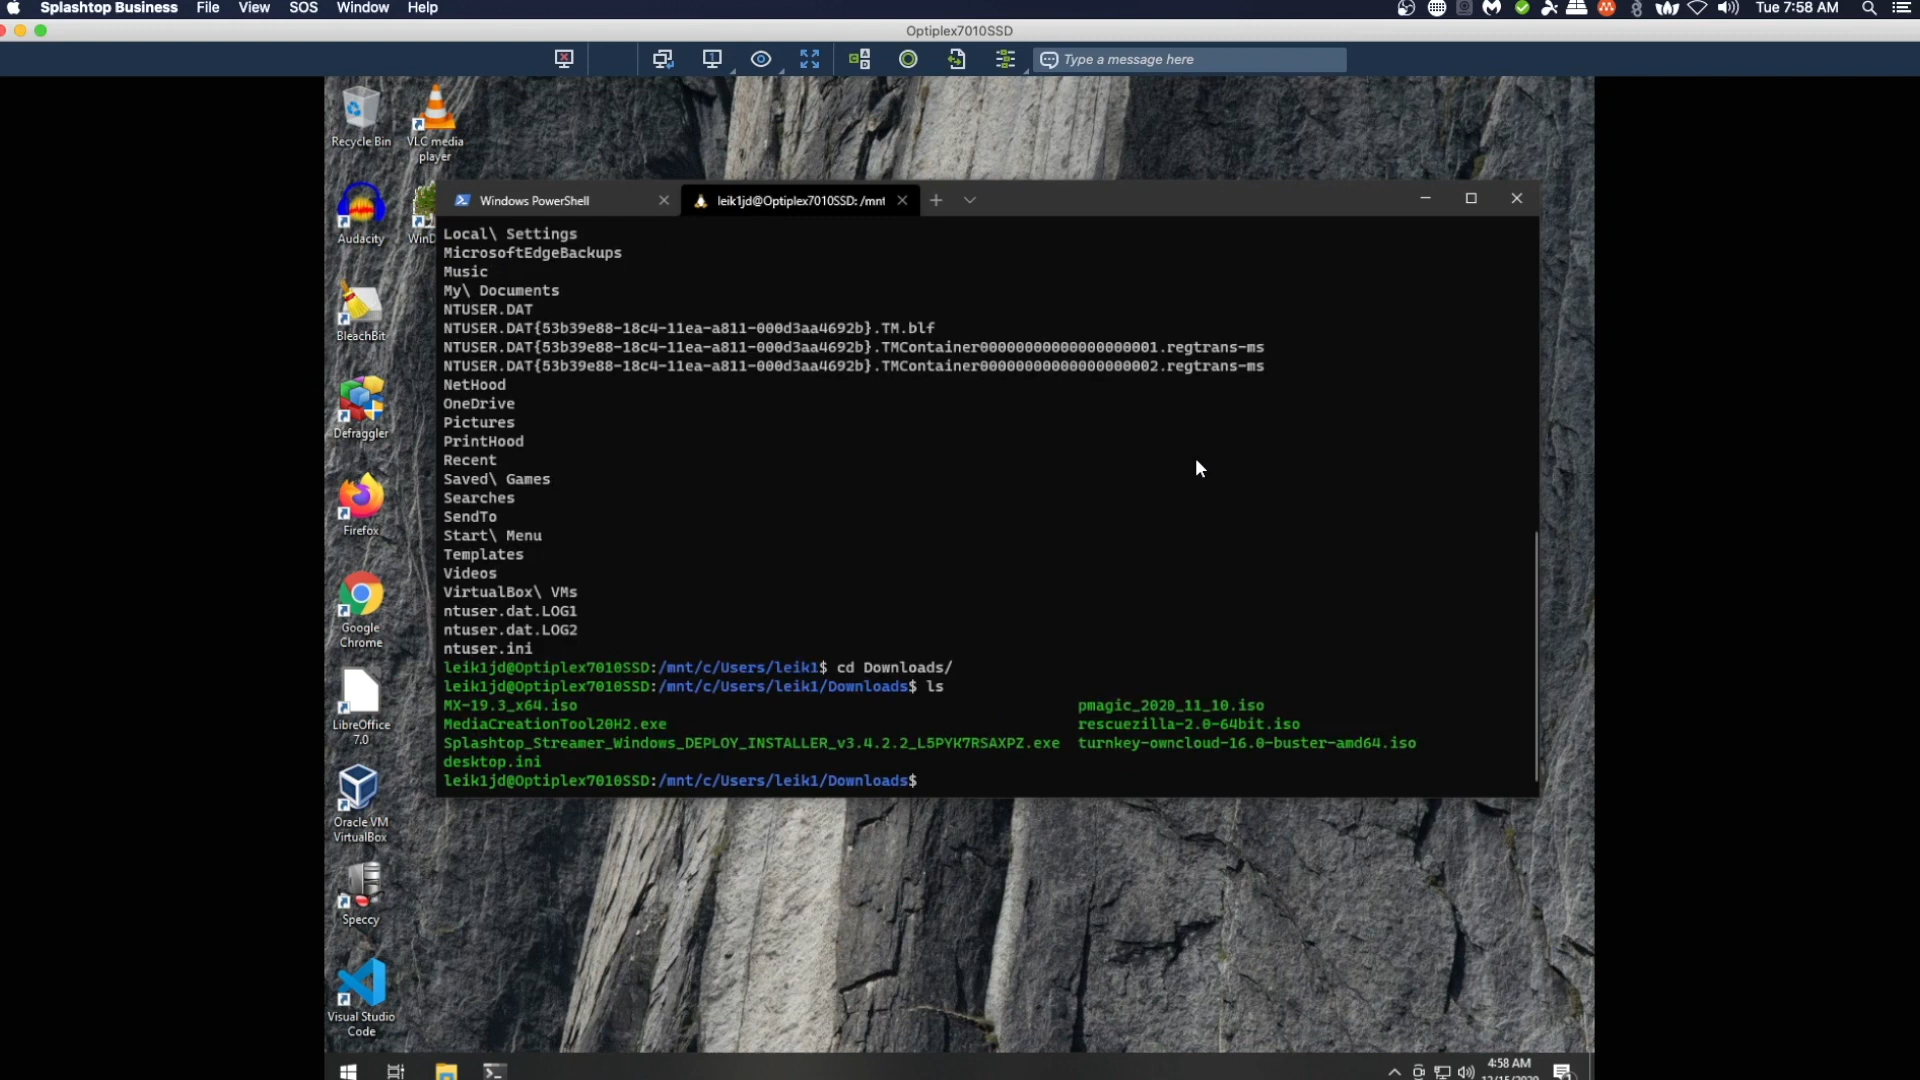 Splashtop Business File View SOS Window Help Tue 7:58 AM
Optiplex7010SSD
Type a message here
Recycle Bin
VLC media player
Audacity
WinD
BleachBit
Defraggler
Firefox
Google Chrome
LibreOffice 7.0
Oracle VM VirtualBox
Speccy
Visual Studio Code
Windows PowerShell
leik1jd@Optiplex7010SSD: /mnt
Local\ Settings
MicrosoftEdgeBackups
Music
My\ Documents
NTUSER.DAT
NTUSER.DAT{53b39e88-18c4-11ea-a811-000d3aa4692b}.TM.blf
NTUSER.DAT{53b39e88-18c4-11ea-a811-000d3aa4692b}.TMContainer00000000000000000001.regtrans-ms
NTUSER.DAT{53b39e88-18c4-11ea-a811-000d3aa4692b}.TMContainer00000000000000000002.regtrans-ms
NetHood
OneDrive
Pictures
PrintHood
Recent
Saved\ Games
Searches
SendTo
Start\ Menu
Templates
Videos
VirtualBox\ VMs
ntuser.dat.LOG1
ntuser.dat.LOG2
ntuser.ini
leik1jd@Optiplex7010SSD:/mnt/c/Users/leik1$ cd Downloads/
leik1jd@Optiplex7010SSD:/mnt/c/Users/leik1/Downloads$ ls
MX-19.3_x64.iso pmagic_2020_11_10.iso
MediaCreationTool20H2.exe rescuezilla-2.0-64bit.iso
Splashtop_Streamer_Windows_DEPLOY_INSTALLER_v3.4.2.2_L5PYK7RSAXPZ.exe turnkey-owncloud-16.0-buster-amd64.iso
desktop.ini
leik1jd@Optiplex7010SSD:/mnt/c/Users/leik1/Downloads$
4:58 AM
12/15/2020